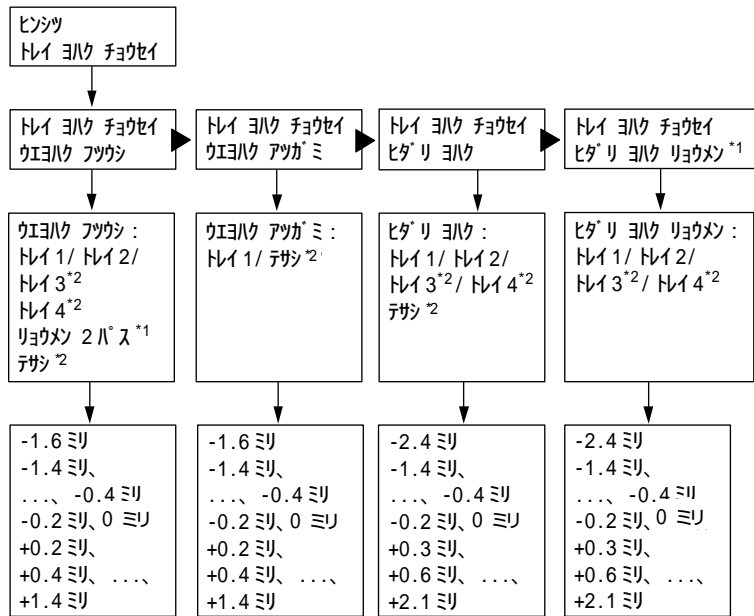 ﾋﾝｼﾂ
ﾄﾚｲ ﾖﾊｸ ﾁｮｳｾｲ
ﾄﾚｲ ﾖﾊｸ ﾁｮｳｾｲ
ｳｴﾖﾊｸ ﾌﾂｳｼ
ﾄﾚｲ ﾖﾊｸ ﾁｮｳｾｲ
ｳｴﾖﾊｸ ｱﾂｶﾞﾐ
ﾄﾚｲ ﾖﾊｸ ﾁｮｳｾｲ
ﾋﾀﾞﾘ ﾖﾊｸ
ﾄﾚｲ ﾖﾊｸ ﾁｮｳｾｲ
ﾋﾀﾞﾘ ﾖﾊｸ ﾘｮｳﾒﾝ *1
ｳｴﾖﾊｸ ﾌﾂｳｼ :
ﾄﾚｲ 1/ ﾄﾚｲ 2/
ﾄﾚｲ 3*2
ﾄﾚｲ 4*2
ﾘｮｳﾒﾝ 2 ﾊﾟｽ *1
ﾃｻｼ *2
ｳｴﾖﾊｸ ｱﾂｶﾞﾐ :
ﾄﾚｲ 1/ ﾃｻｼ *2
ﾋﾀﾞﾘ ﾖﾊｸ :
ﾄﾚｲ 1/ ﾄﾚｲ 2/
ﾄﾚｲ 3*2/ ﾄﾚｲ 4*2
ﾃｻｼ *2
ﾋﾀﾞﾘ ﾖﾊｸ ﾘｮｳﾒﾝ :
ﾄﾚｲ 1/ ﾄﾚｲ 2/
ﾄﾚｲ 3*2/ ﾄﾚｲ 4*2
-1.6 ﾐﾘ
-1.4 ﾐﾘ、
...、 -0.4 ﾐﾘ
-0.2 ﾐﾘ、0 ﾐﾘ
+0.2 ﾐﾘ、
+0.4 ﾐﾘ、 ...、
+1.4 ﾐﾘ
-1.6 ﾐﾘ
-1.4 ﾐﾘ、
...、 -0.4 ﾐﾘ
-0.2 ﾐﾘ、0 ﾐﾘ
+0.2 ﾐﾘ、
+0.4 ﾐﾘ、 ...、
+1.4 ﾐﾘ
-2.4 ﾐﾘ
-1.4 ﾐﾘ、
...、 -0.4 ﾐﾘ
-0.2 ﾐﾘ、0 ﾐﾘ
+0.3 ﾐﾘ、
+0.6 ﾐﾘ、 ...、
+2.1 ﾐﾘ
-2.4 ﾐﾘ
-1.4 ﾐﾘ、
...、 -0.4 ﾐﾘ
-0.2 ﾐﾘ、0 ﾐﾘ、
+0.3 ﾐﾘ、
+0.6 ﾐﾘ、 ...、
+2.1 ﾐﾘ